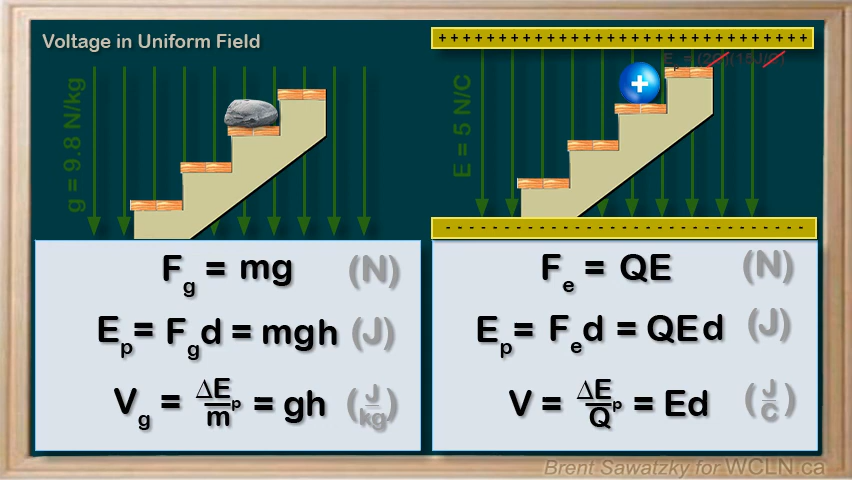 Voltage in Uniform Field
g = 9.8 N/kg
Fg = mg (N)
Ep = Fgd = mgh (J)
Vg = ΔEp/m = gh (J/kg)
+ + + + + + + + + + + + + + + + + + + + + + + + + + + + + + +
E = 5 N/C
+
- - - - - - - - - - - - - - - - - - - - - - - - - - - - - - -
Fe = QE (N)
Ep = Fed = QEd (J)
V = ΔEp/Q = Ed (J/C)
Brent Sawatzky for WCLN.ca